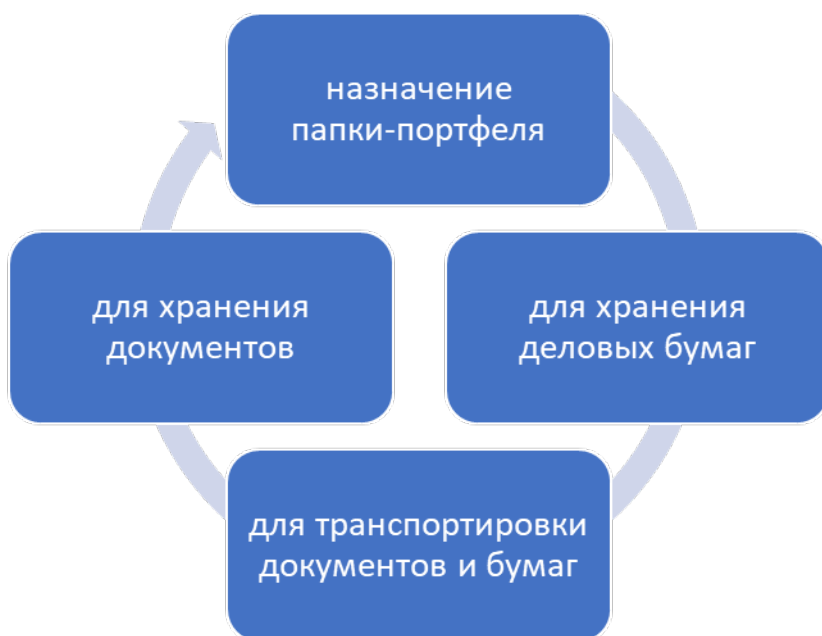 назначение
папки-портфеля
для хранения
документов
для хранения
деловых бумаг
для транспортировки
документов и бумаг